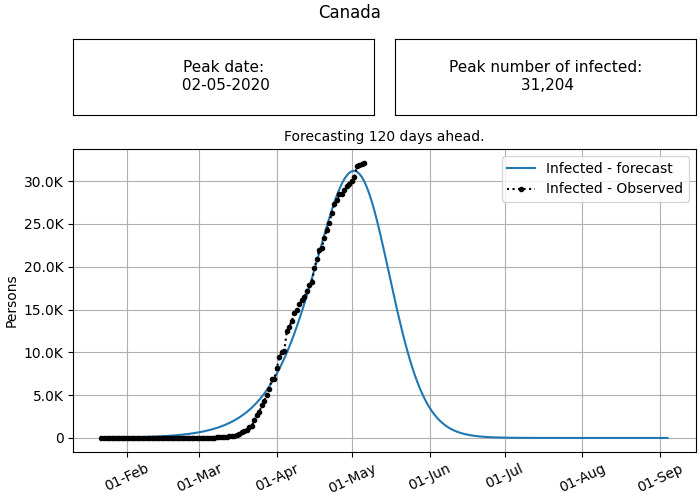 Canada
Peak date:
02-05-2020
Peak number of infected:
31,204
Forecasting 120 days ahead.
Infected - forecast
Infected - Observed
Persons
30.0K
25.0K
20.0K
15.0K
10.0K
5.0K
0
01-Feb
01-Mar
01-Apr
01-May
01-Jun
01-Jul
01-Aug
01-Sep